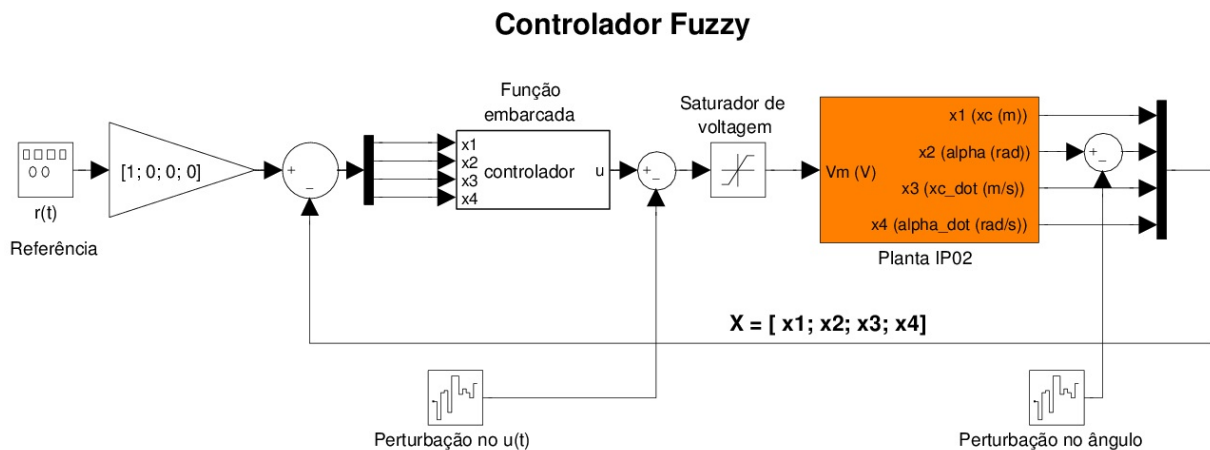 Controlador Fuzzy
r(t)
Referência
[1; 0; 0; 0]
+
−
Função
embarcada
x1
x2
x3
x4
controlador
u
+
−
Saturador de
voltagem
Vm (V)
x1 (xc (m))
x2 (alpha (rad)
x3 (xc_dot (m/s))
x4 (alpha_dot (rad/s))
Planta IP02
+
−
X = [ x1; x2; x3; x4]
Perturbação no u(t)
Perturbação no ângulo